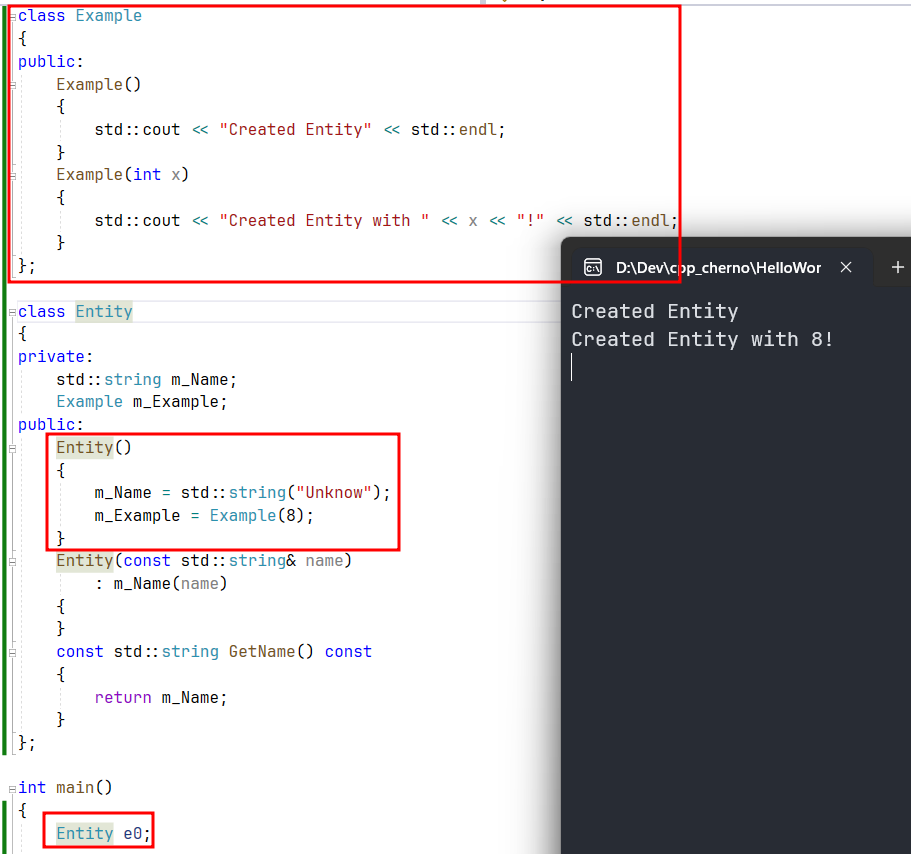 class Example
{
public:
    Example()
    {
        std::cout << "Created Entity" << std::endl;
    }
    Example(int x)
    {
        std::cout << "Created Entity with " << x << "!" << std::endl;
    }
};
class Entity
{
private:
    std::string m_Name;
    Example m_Example;
public:
    Entity()
    {
        m_Name = std::string("Unknow");
        m_Example = Example(8);
    }
    Entity(const std::string& name)
        : m_Name(name)
    {
    }
    const std::string GetName() const
    {
        return m_Name;
    }
};
int main()
{
    Entity e0;
D:\Dev\cpp_cherno\HelloWor
Created Entity
Created Entity with 8!